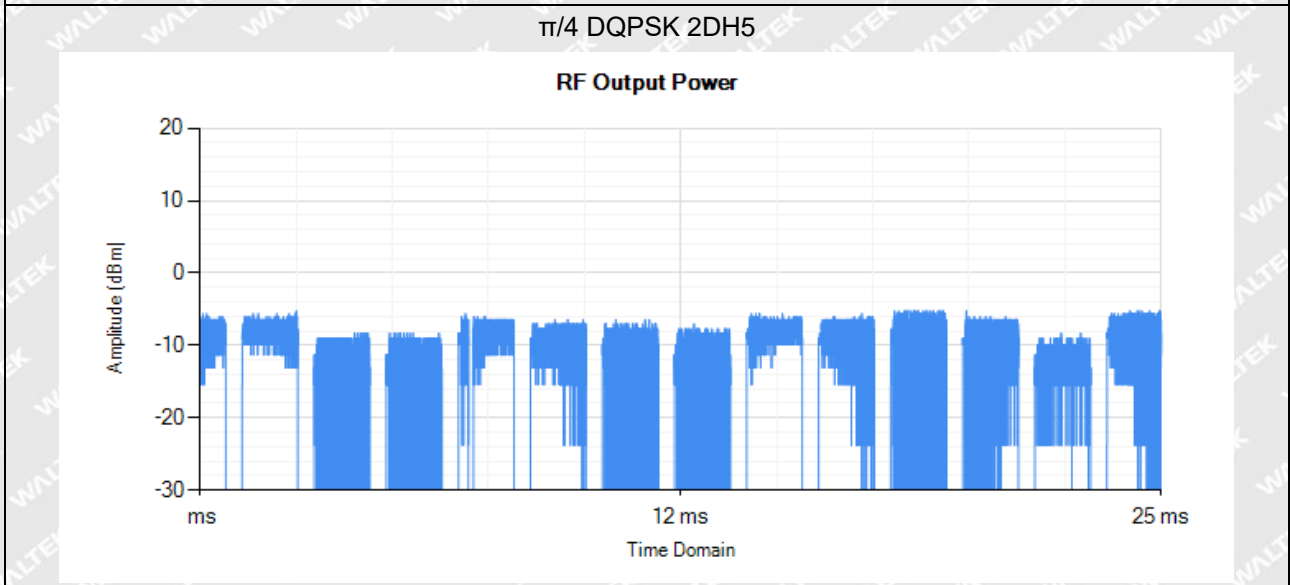 π/4 DQPSK 2DH5
RF Output Power
20
10
0
-10
-20
-30
Amplitude [dBm]
ms
12 ms
25 ms
Time Domain
WALTEK